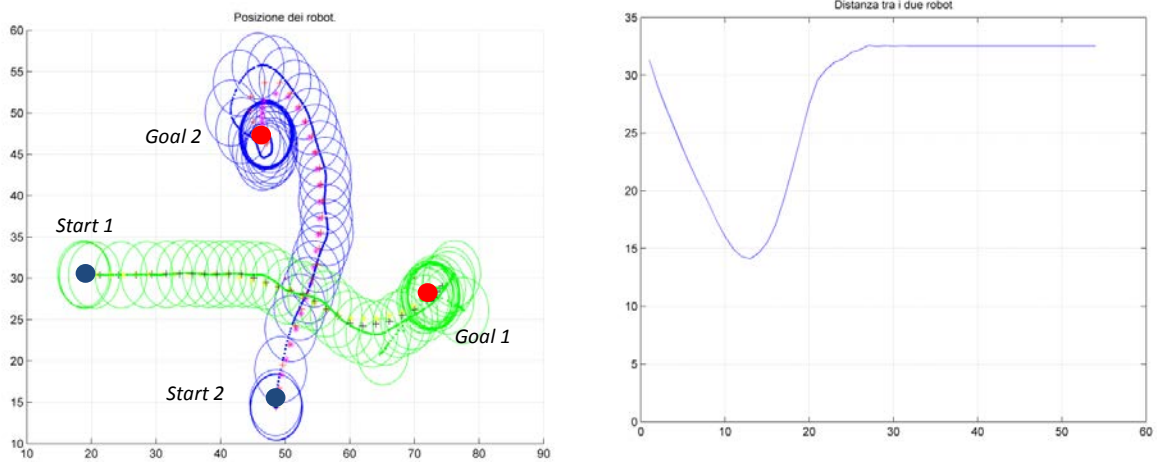 Posizione dei robot.
60
55
50
45
40
35
30
25
20
15
10
10 20 30 40 50 60 70 80 90
Goal 2
Start 1
Goal 1
Start 2
Distanza tra i due robot
35
30
25
20
15
10
5
0
0 10 20 30 40 50 60